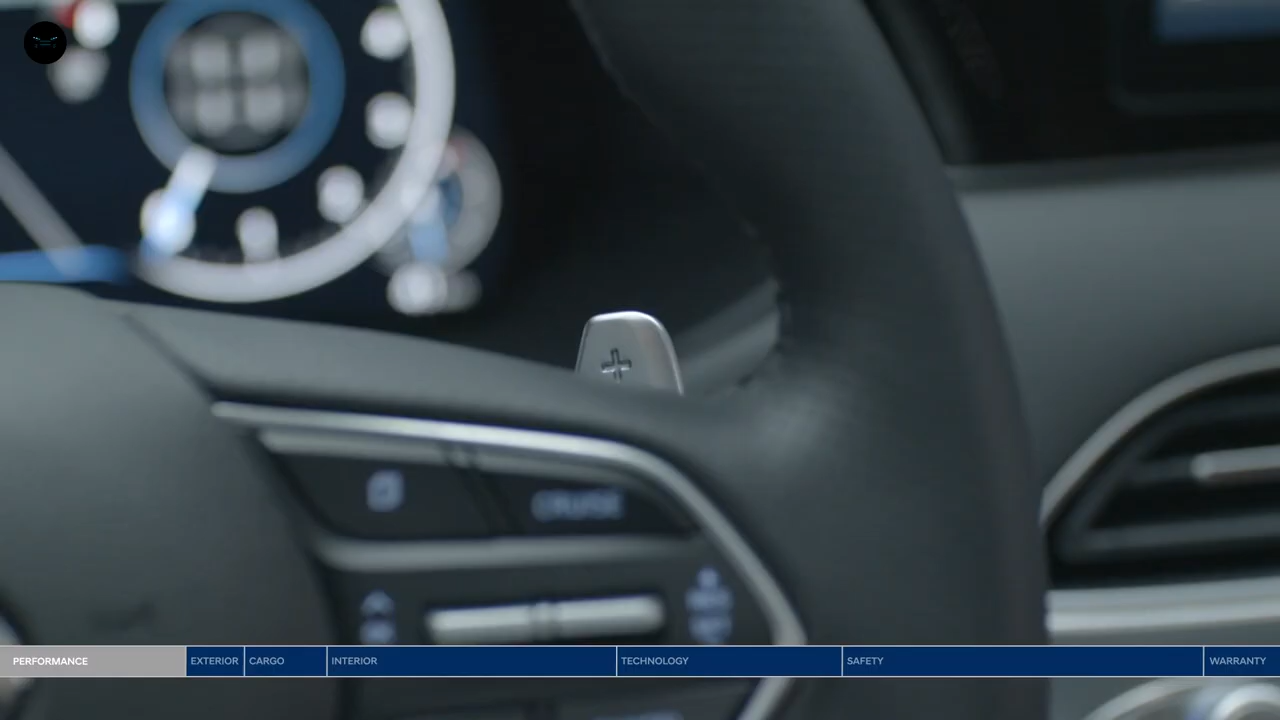 +
CRUISE
PERFORMANCE
EXTERIOR
CARGO
INTERIOR
TECHNOLOGY
SAFETY
WARRANTY